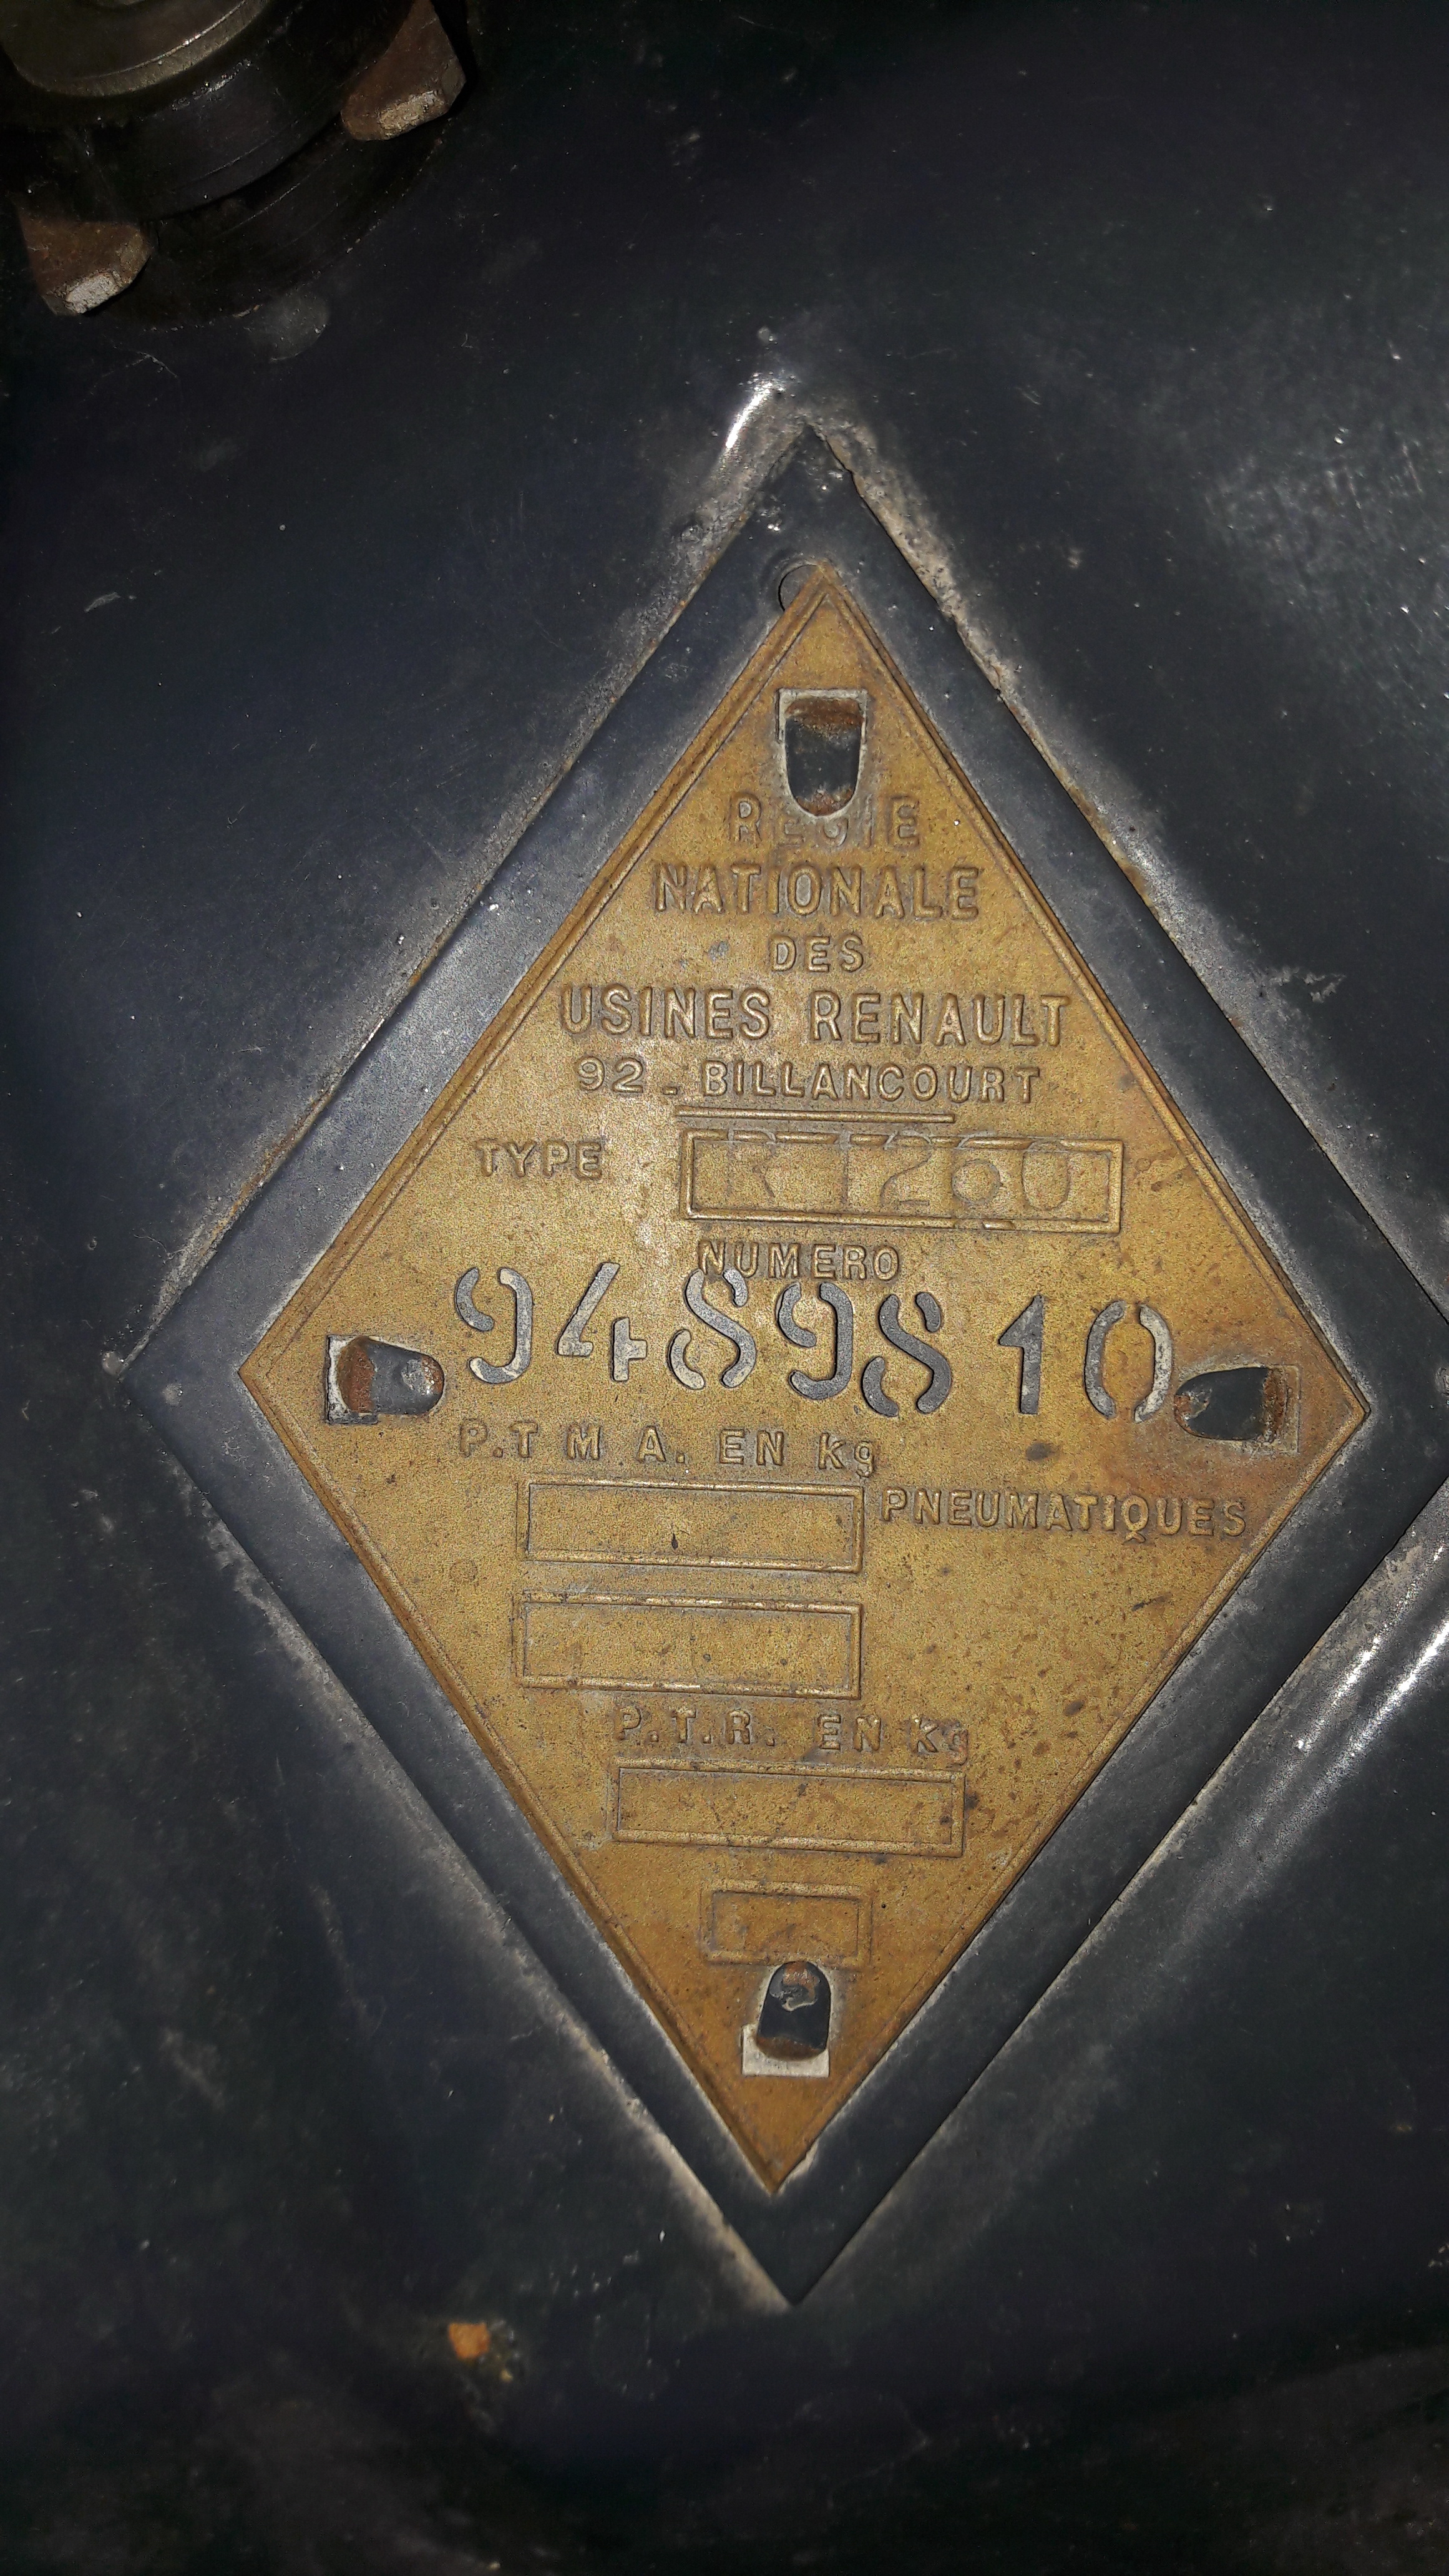 REGIE
NATIONALE
DES
USINES RENAULT
92 - BILLANCOURT
TYPE R 1260
NUMERO
9489810
P.T M A. EN Kg
PNEUMATIQUES
P.T.R. EN Kg